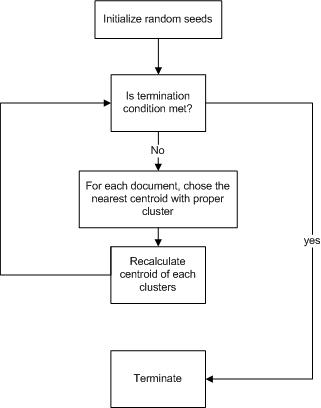 Initialize random seeds
Is termination
condition met?
No
For each document, chose the
nearest centroid with proper
cluster
Recalculate
centroid of each
clusters
yes
Terminate